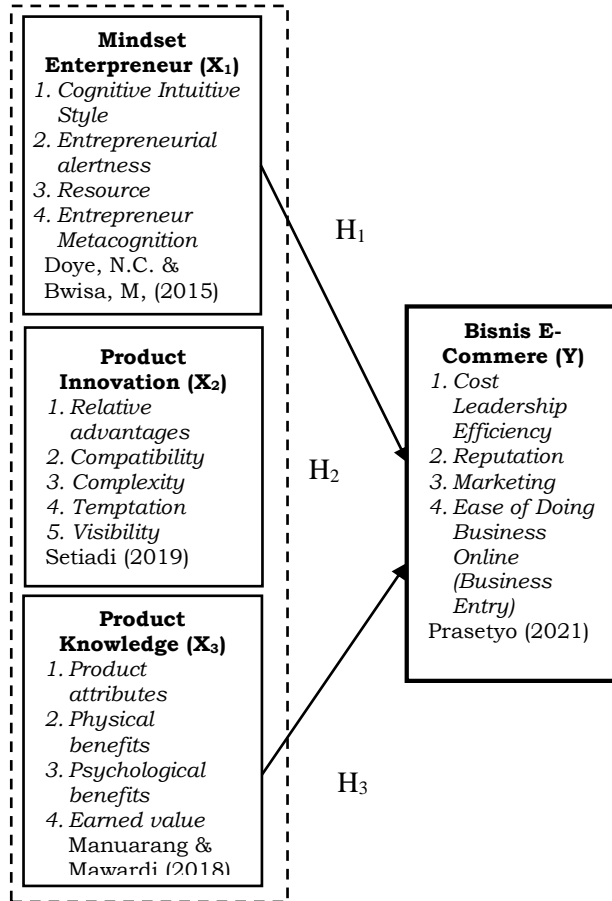 Mindset
Enterpreneur (X₁)
1. Cognitive Intuitive
Style
2. Entrepreneurial
alertness
3. Resource
4. Entrepreneur
Metacognition
Doye, N.C. &
Bwisa, M, (2015)
Product
Innovation (X₂)
1. Relative
advantages
2. Compatibility
3. Complexity
4. Temptation
5. Visibility
Setiadi (2019)
Product
Knowledge (X₃)
1. Product
attributes
2. Physical
benefits
3. Psychological
benefits
4. Earned value
Manuarang &
Mawardi (2018)
H₁
H₂
H₃
Bisnis E-
Commere (Y)
1. Cost
Leadership
Efficiency
2. Reputation
3. Marketing
4. Ease of Doing
Business
Online
(Business
Entry)
Prasetyo (2021)